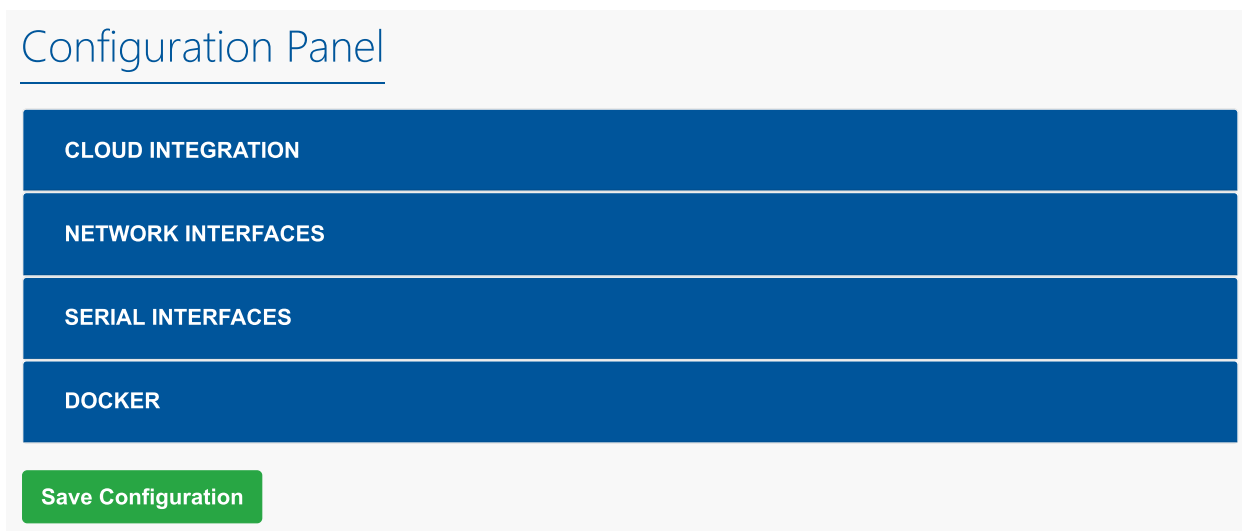 Configuration Panel
CLOUD INTEGRATION
NETWORK INTERFACES
SERIAL INTERFACES
DOCKER
Save Configuration